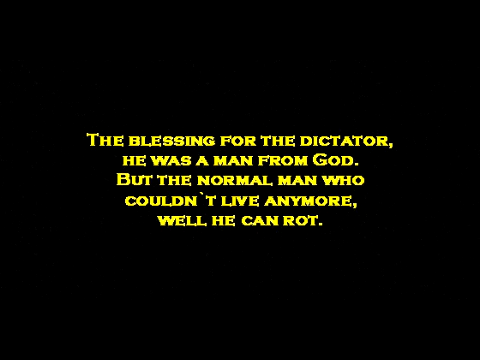 The blessing for the dictator,
he was a man from God.
But the normal man who
couldn`t live anymore,
well he can rot.